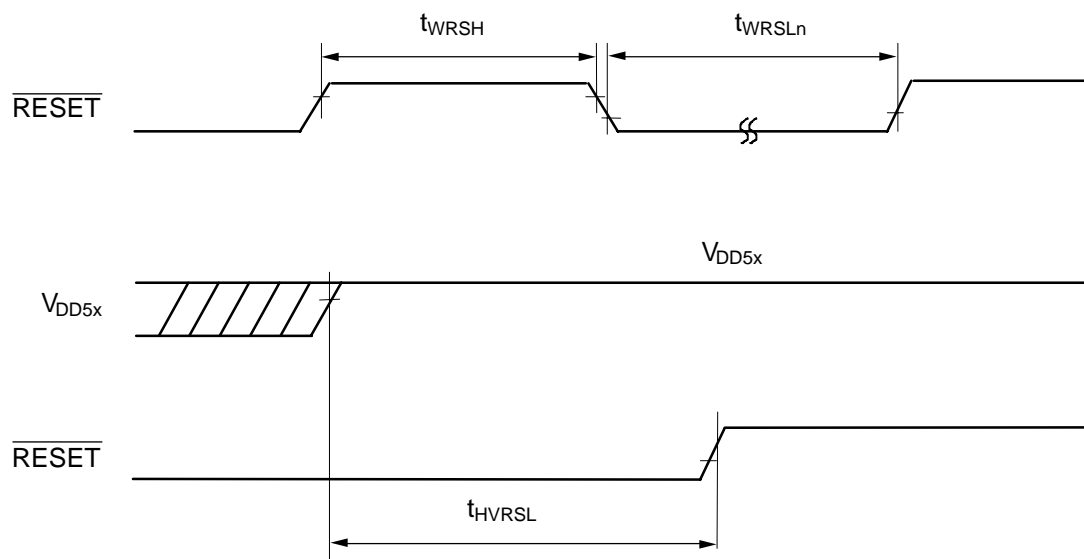 tWRSH
tWRSLn
RESET
VDD5x
VDD5x
RESET
tHVRSL